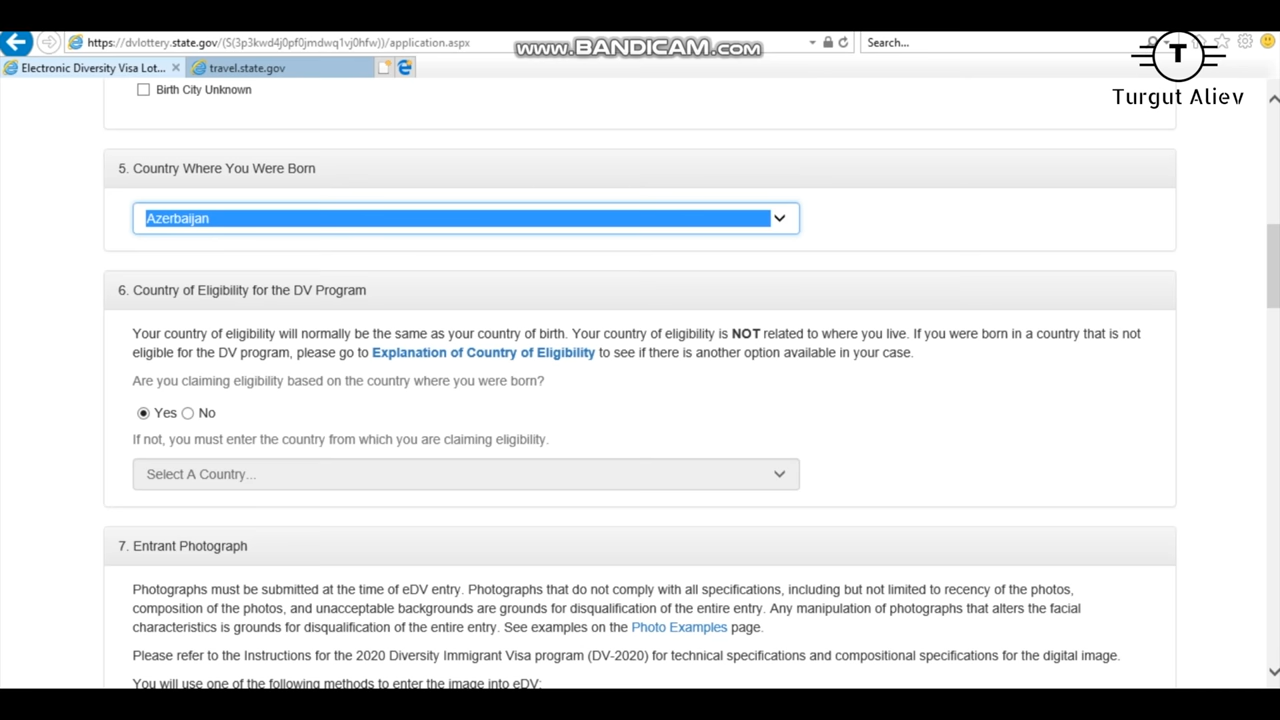 https://dvlottery.state.gov/(S(3p3kwd4j0pf0jmdwq1vj0hfw))/application.aspx
www.BANDICAM.com
Search...
Electronic Diversity Visa Lot...
travel.state.gov
T
Turgut Aliev
Birth City Unknown
5. Country Where You Were Born
Azerbaijan
6. Country of Eligibility for the DV Program
Your country of eligibility will normally be the same as your country of birth. Your country of eligibility is NOT related to where you live. If you were born in a country that is not
eligible for the DV program, please go to Explanation of Country of Eligibility to see if there is another option available in your case.
Are you claiming eligibility based on the country where you were born?
Yes No
If not, you must enter the country from which you are claiming eligibility.
Select A Country...
7. Entrant Photograph
Photographs must be submitted at the time of eDV entry. Photographs that do not comply with all specifications, including but not limited to recency of the photos,
composition of the photos, and unacceptable backgrounds are grounds for disqualification of the entire entry. Any manipulation of photographs that alters the facial
characteristics is grounds for disqualification of the entire entry. See examples on the Photo Examples page.
Please refer to the Instructions for the 2020 Diversity Immigrant Visa program (DV-2020) for technical specifications and compositional specifications for the digital image.
You will use one of the following methods to enter the image into eDV: